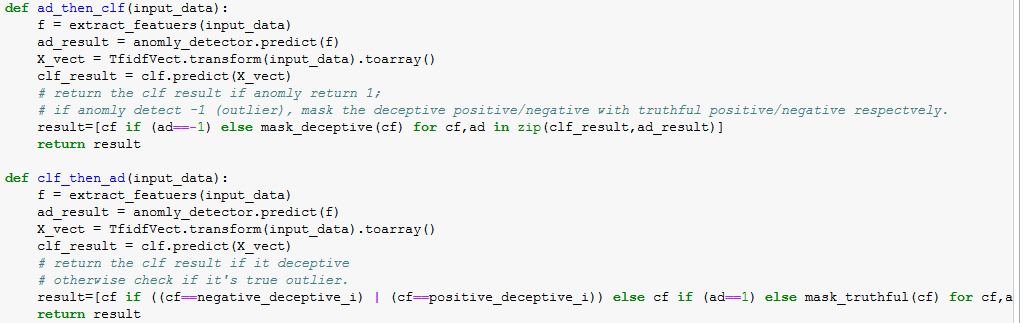 def ad_then_clf(input_data):
    f = extract_featuers(input_data)
    ad_result = anomly_detector.predict(f)
    X_vect = TfidfVect.transform(input_data).toarray()
    clf_result = clf.predict(X_vect)
    # return the clf result if anomly return 1;
    # if anomly detect -1 (outlier), mask the deceptive positive/negative with truthful positive/negative respectvely.
    result=[cf if (ad==-1) else mask_deceptive(cf) for cf,ad in zip(clf_result,ad_result)]
    return result
def clf_then_ad(input_data):
    f = extract_featuers(input_data)
    ad_result = anomly_detector.predict(f)
    X_vect = TfidfVect.transform(input_data).toarray()
    clf_result = clf.predict(X_vect)
    # return the clf result if it deceptive
    # otherwise check if it's true outlier.
    result=[cf if ((cf==negative_deceptive_i) | (cf==positive_deceptive_i)) else cf if (ad==1) else mask_truthful(cf) for cf,a
    return result